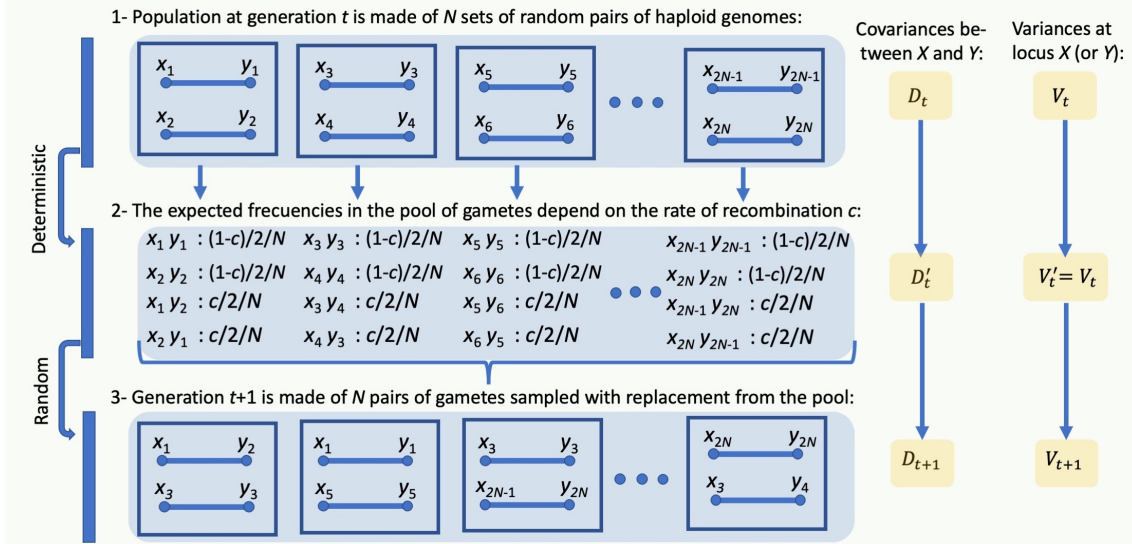 1- Population at generation t is made of N sets of random pairs of haploid genomes:
Covariances be-
tween X and Y:
Variances at
locus X (or Y):
x1 y1 x3 y3 x5 y5 x2N-1 y2N-1
x2 y2 x4 y4 x6 y6 x2N y2N
Dt
Vt
Deterministic
2- The expected frecuencies in the pool of gametes depend on the rate of recombination c:
x1 y1 : (1-c)/2/N x3 y3 : (1-c)/2/N x5 y5 : (1-c)/2/N x2N-1 y2N-1 : (1-c)/2/N
x2 y2 : (1-c)/2/N x4 y4 : (1-c)/2/N x6 y6 : (1-c)/2/N x2N y2N : (1-c)/2/N
x1 y2 : c/2/N x3 y4 : c/2/N x5 y6 : c/2/N x2N-1 y2N : c/2/N
x2 y1 : c/2/N x4 y3 : c/2/N x6 y5 : c/2/N x2N y2N-1 : c/2/N
D't
V't = Vt
Random
3- Generation t+1 is made of N pairs of gametes sampled with replacement from the pool:
x1 y2 x1 y1 x3 y3 x2N y2N
x3 y3 x5 y5 x2N-1 y2N x3 y4
Dt+1
Vt+1